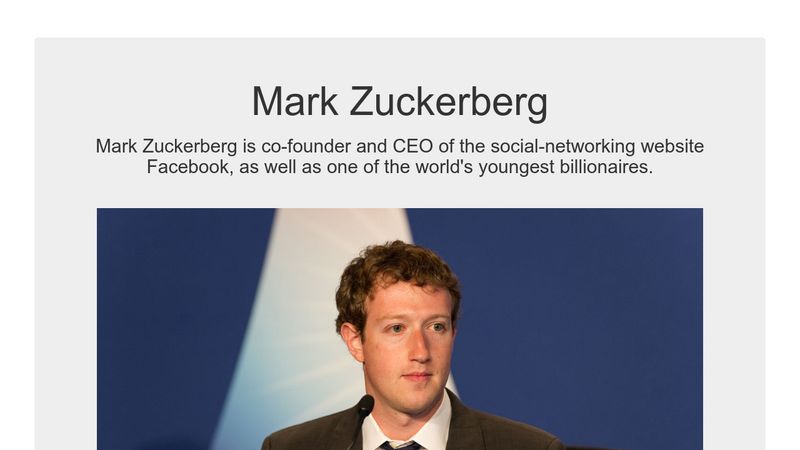 Mark Zuckerberg
Mark Zuckerberg is co-founder and CEO of the social-networking website
Facebook, as well as one of the world's youngest billionaires.